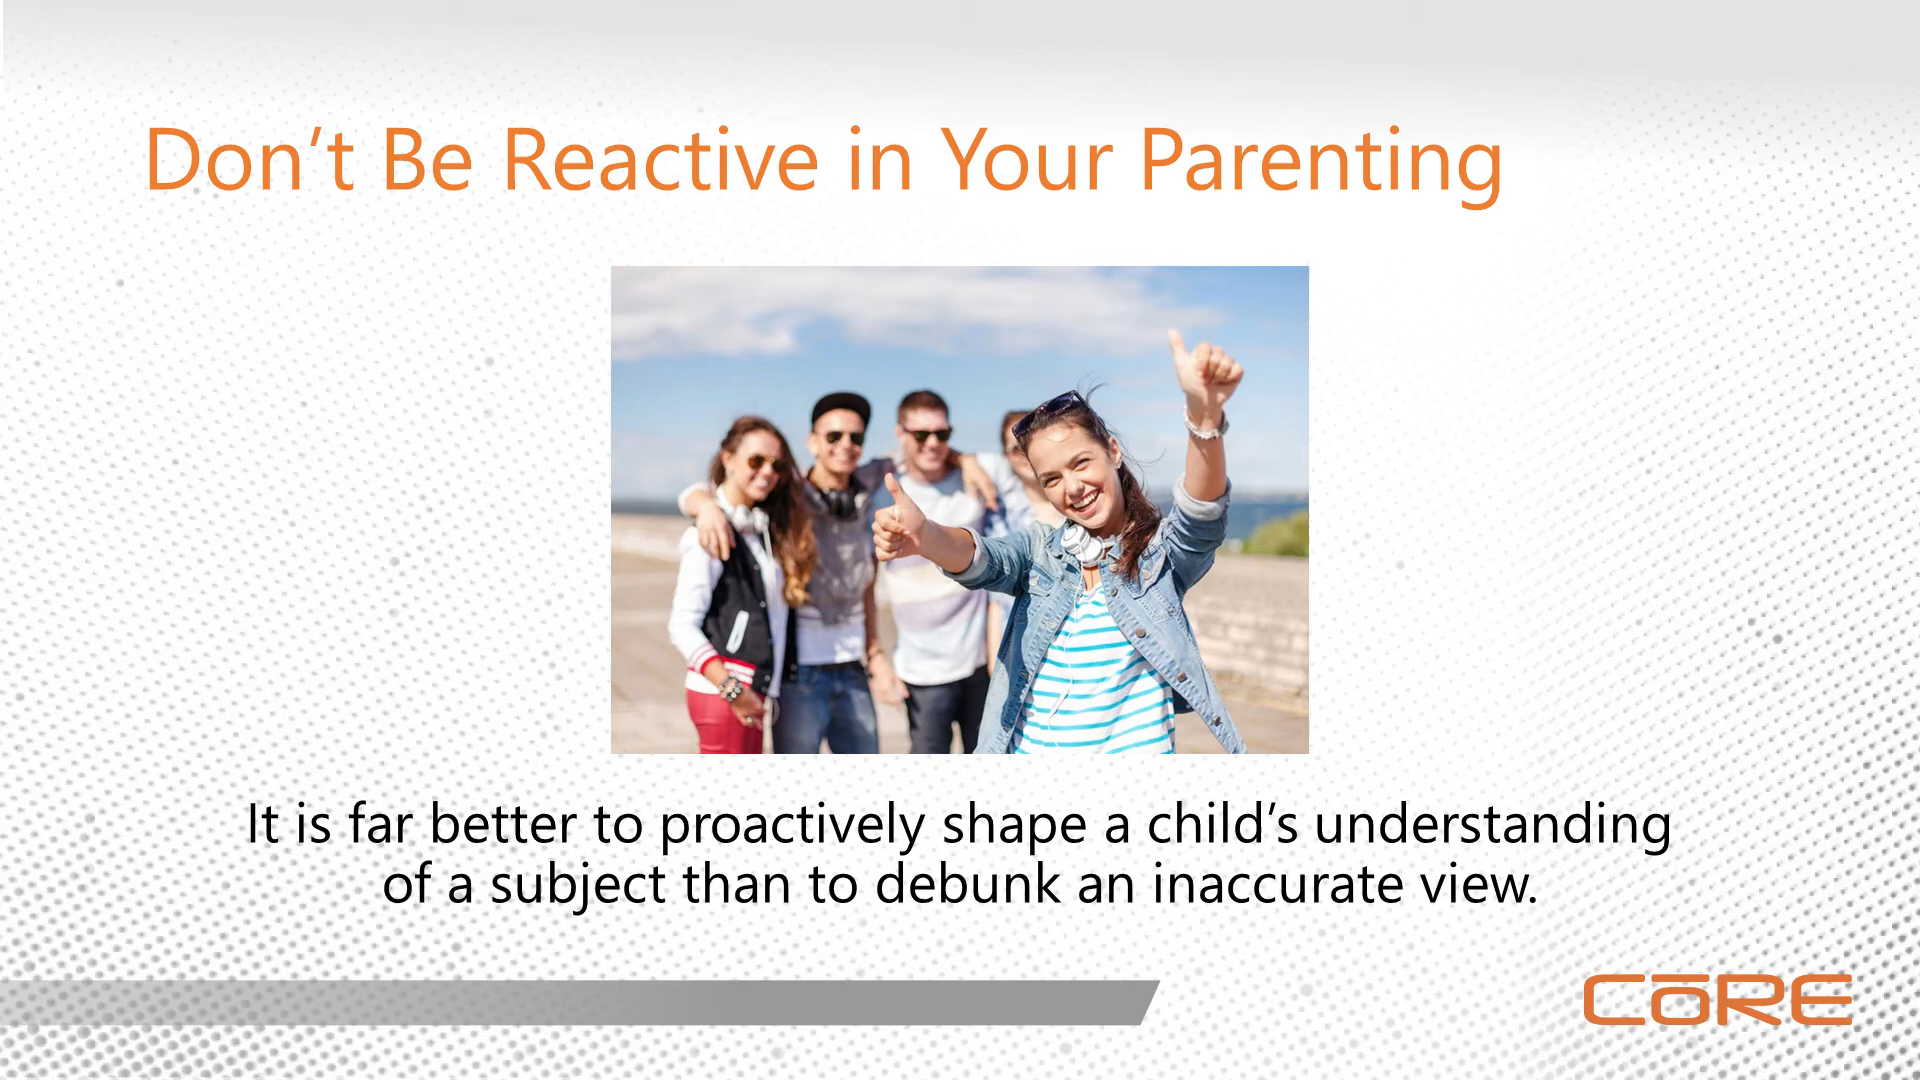 Don’t Be Reactive in Your Parenting
It is far better to proactively shape a child’s understanding
of a subject than to debunk an inaccurate view.
CōRE